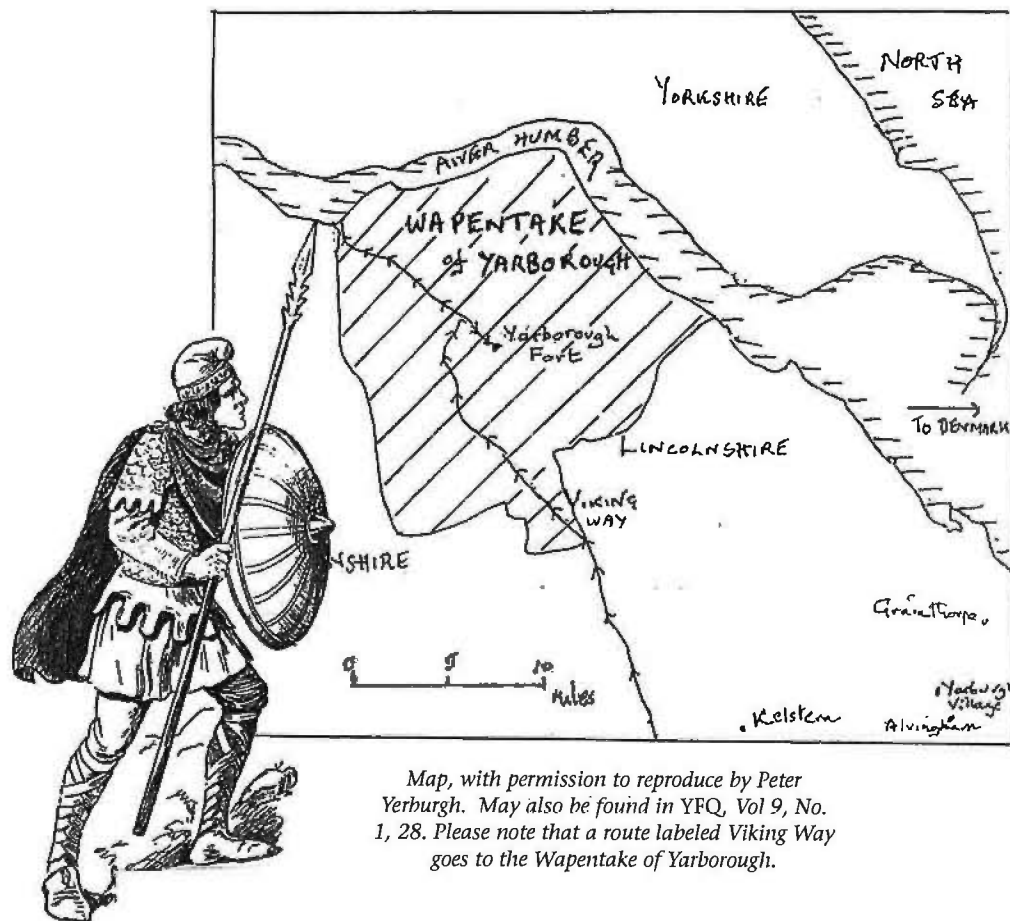 NORTH
SEA
YORKSHIRE
RIVER HUMBER
WAPENTAKE
of YARBOROUGH
Yarborough
Fort
TO DENMARK
LINCOLNSHIRE
VIKING
WAY
NSHIRE
Grainthorpe
0 5 10
Miles
Yarburgh
Village
Kelstern
Alvingham
Map, with permission to reproduce by Peter
Yerburgh. May also be found in YFQ, Vol 9, No.
1, 28. Please note that a route labeled Viking Way
goes to the Wapentake of Yarborough.